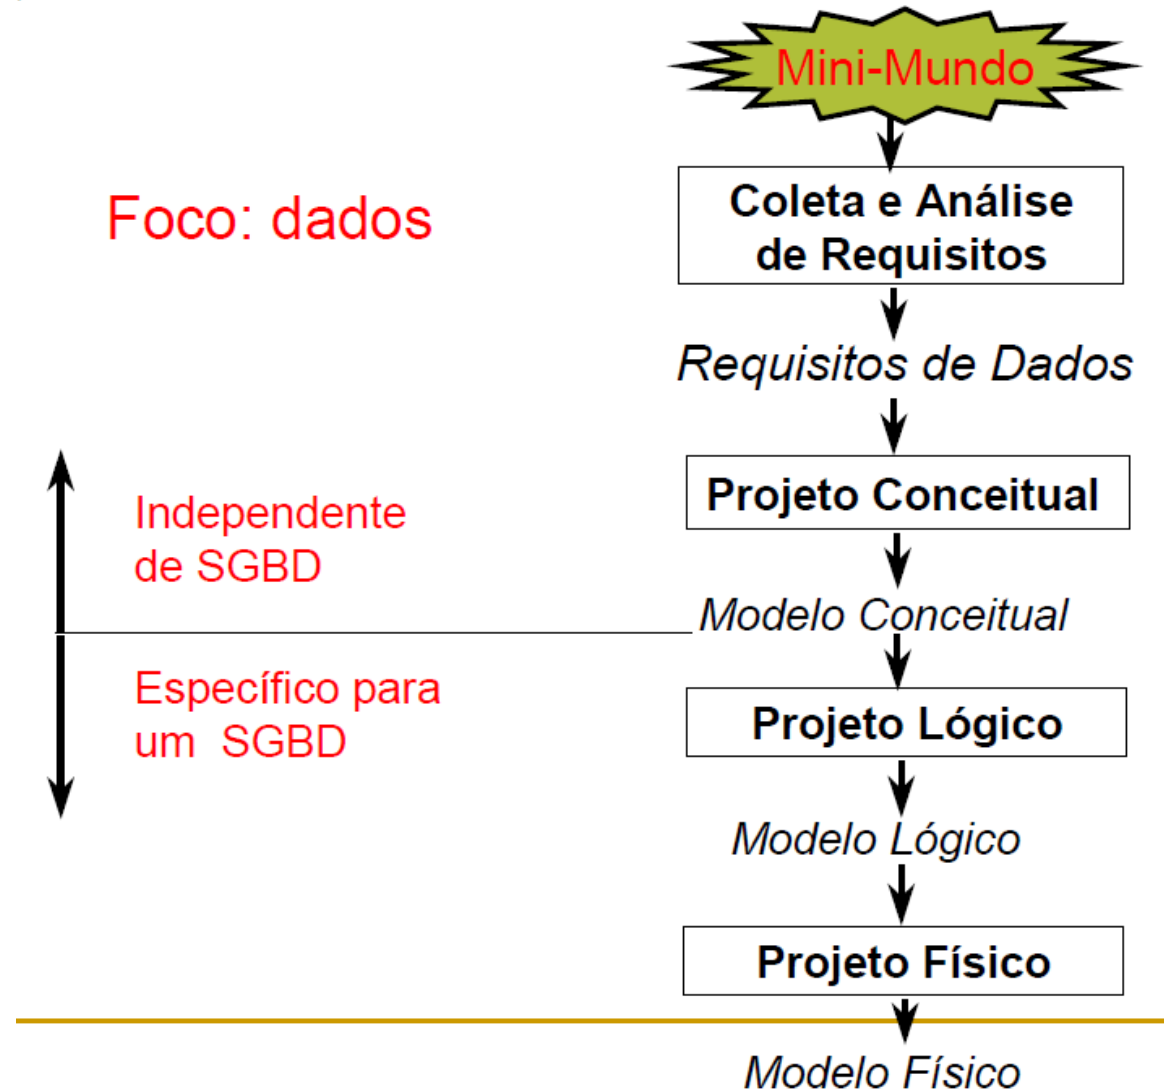 Mini-Mundo
Foco: dados
Coleta e Análise
de Requisitos
Requisitos de Dados
Independente
de SGBD
Projeto Conceitual
Modelo Conceitual
Específico para
um SGBD
Projeto Lógico
Modelo Lógico
Projeto Físico
Modelo Físico